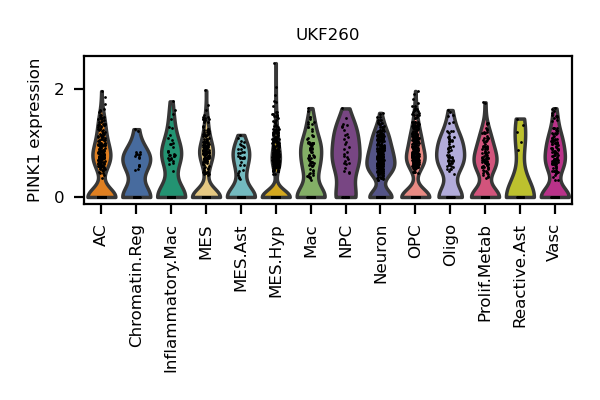 UKF260
PINK1 expression
2
0
AC
Chromatin.Reg
Inflammatory.Mac
MES
MES.Ast
MES.Hyp
Mac
NPC
Neuron
OPC
Oligo
Prolif.Metab
Reactive.Ast
Vasc